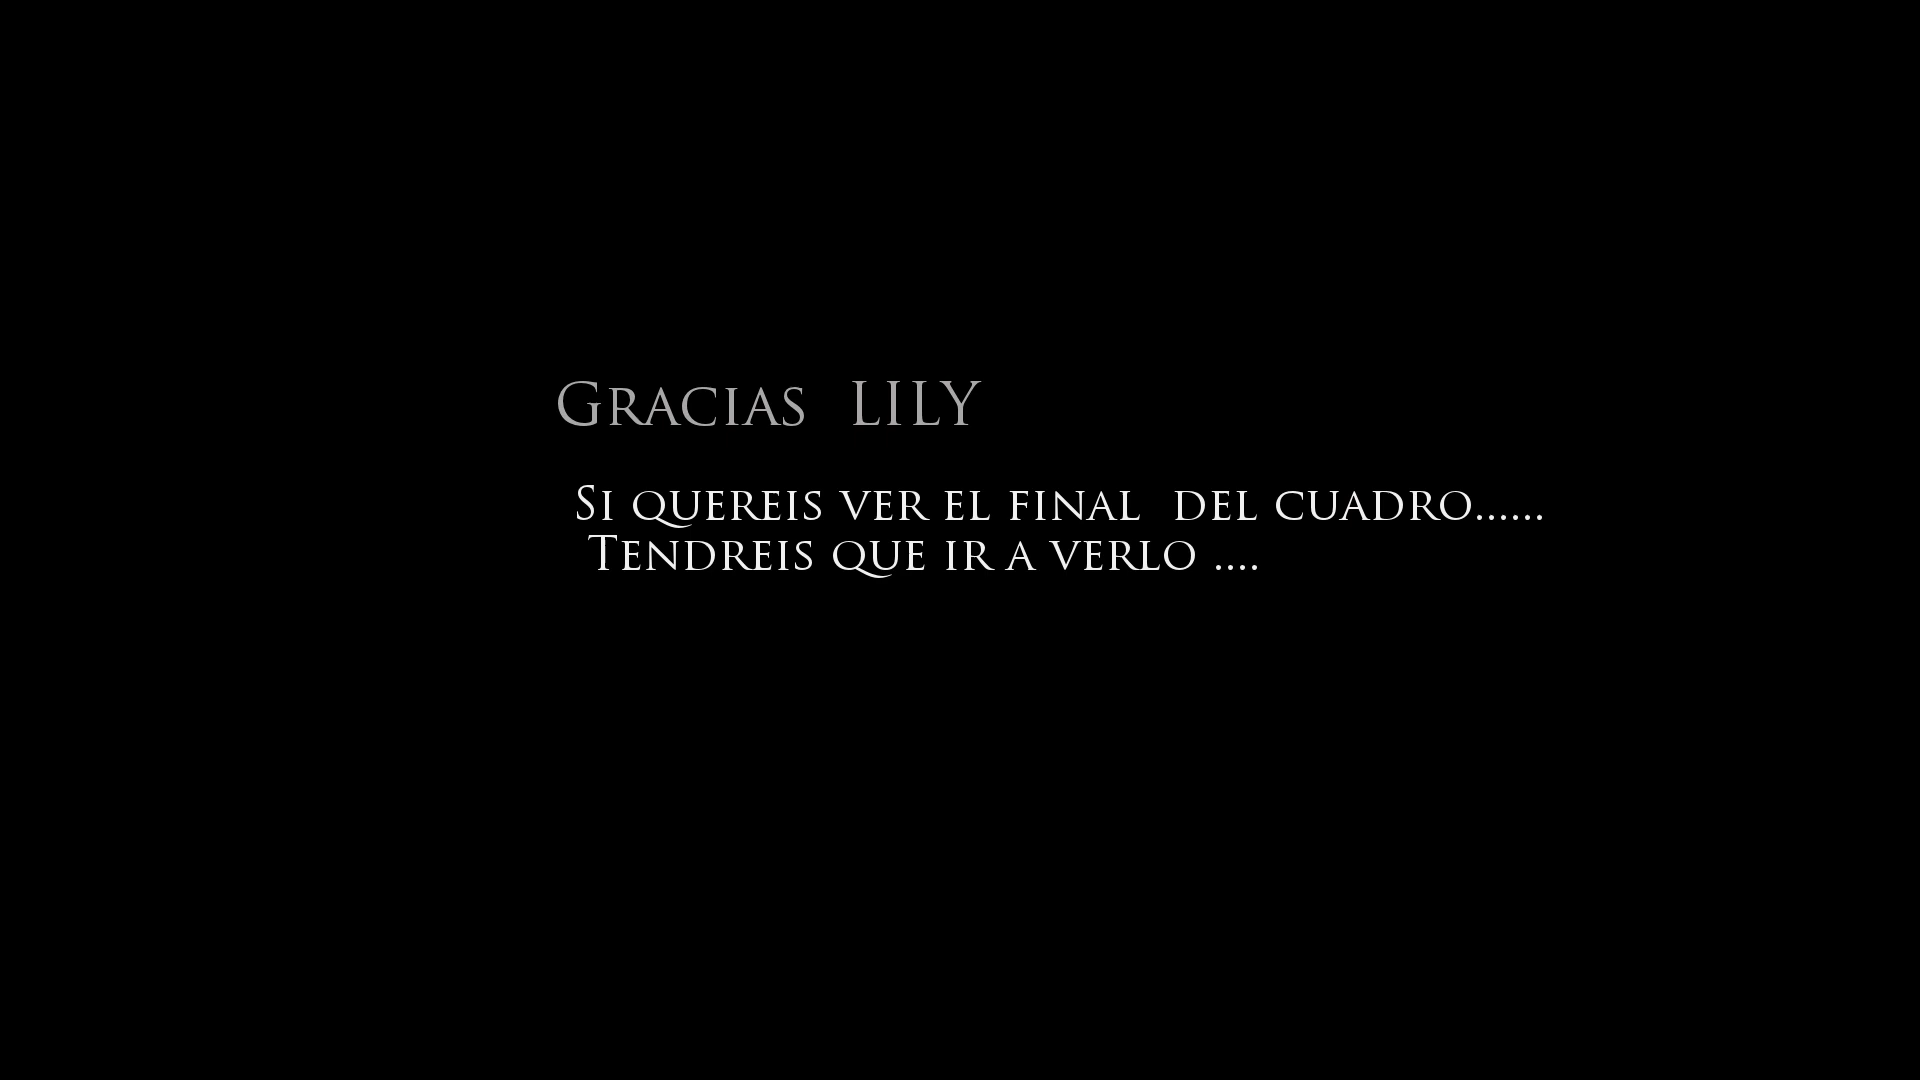 Gracias LILY
Si quereis ver el final del cuadro......
Tendreis que ir a verlo ....